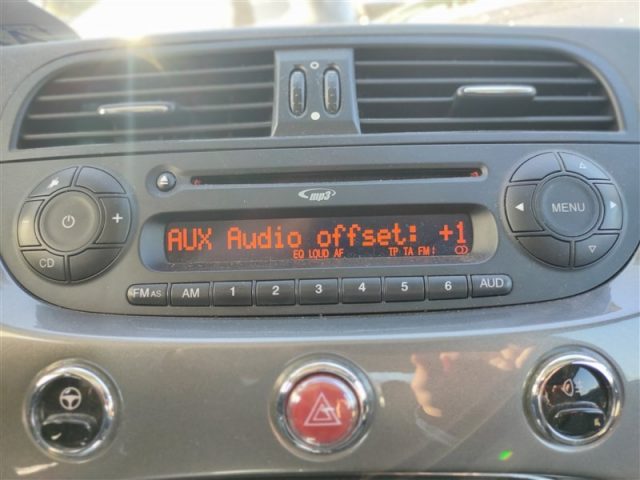 mp3
AUX Audio offset: +1
EQ LOUD AF TP TA FM↑
CD
MENU
FM AS AM 1 2 3 4 5 6 AUD